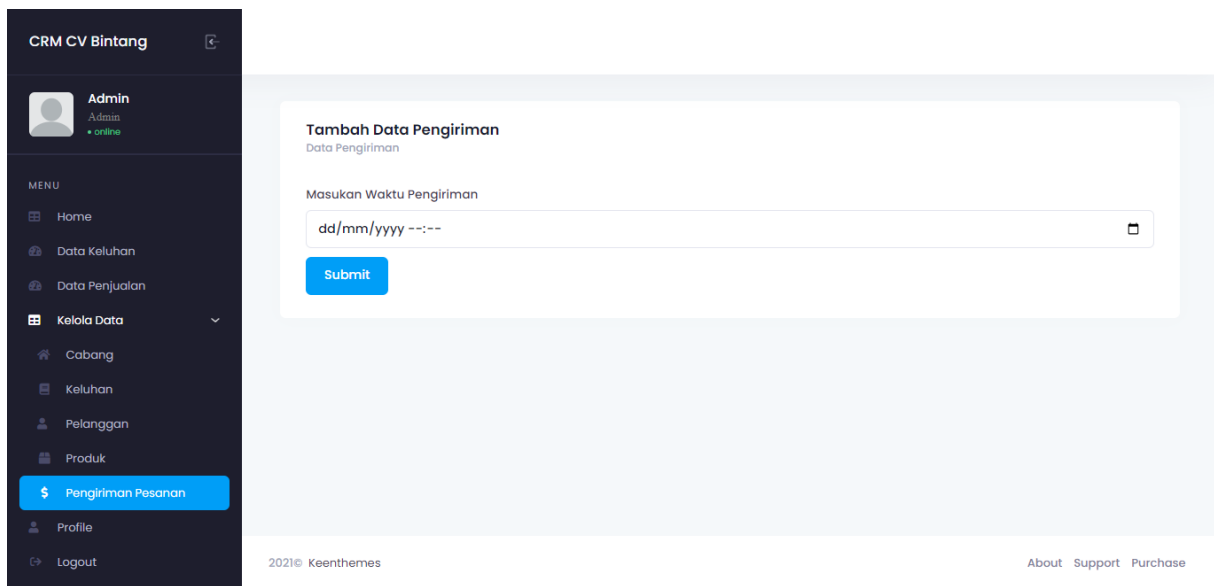 CRM CV Bintang
Admin
Admin
• online
MENU
Home
Data Keluhan
Data Penjualan
Kelola Data
Cabang
Keluhan
Pelanggan
Produk
$ Pengiriman Pesanan
Profile
Logout
Tambah Data Pengiriman
Data Pengiriman
Masukan Waktu Pengiriman
dd/mm/yyyy --:--
Submit
2021© Keenthemes
About Support Purchase